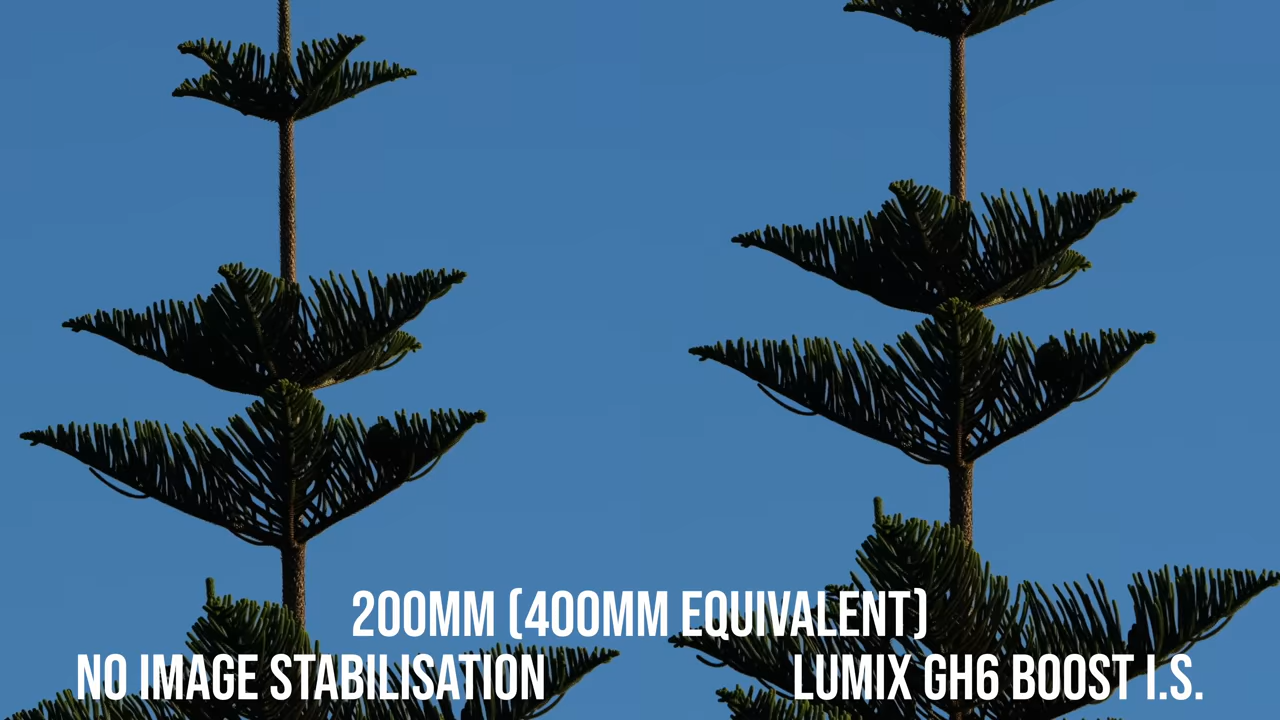 200MM (400MM EQUIVALENT)
NO IMAGE STABILISATION
LUMIX GH6 BOOST I.S.